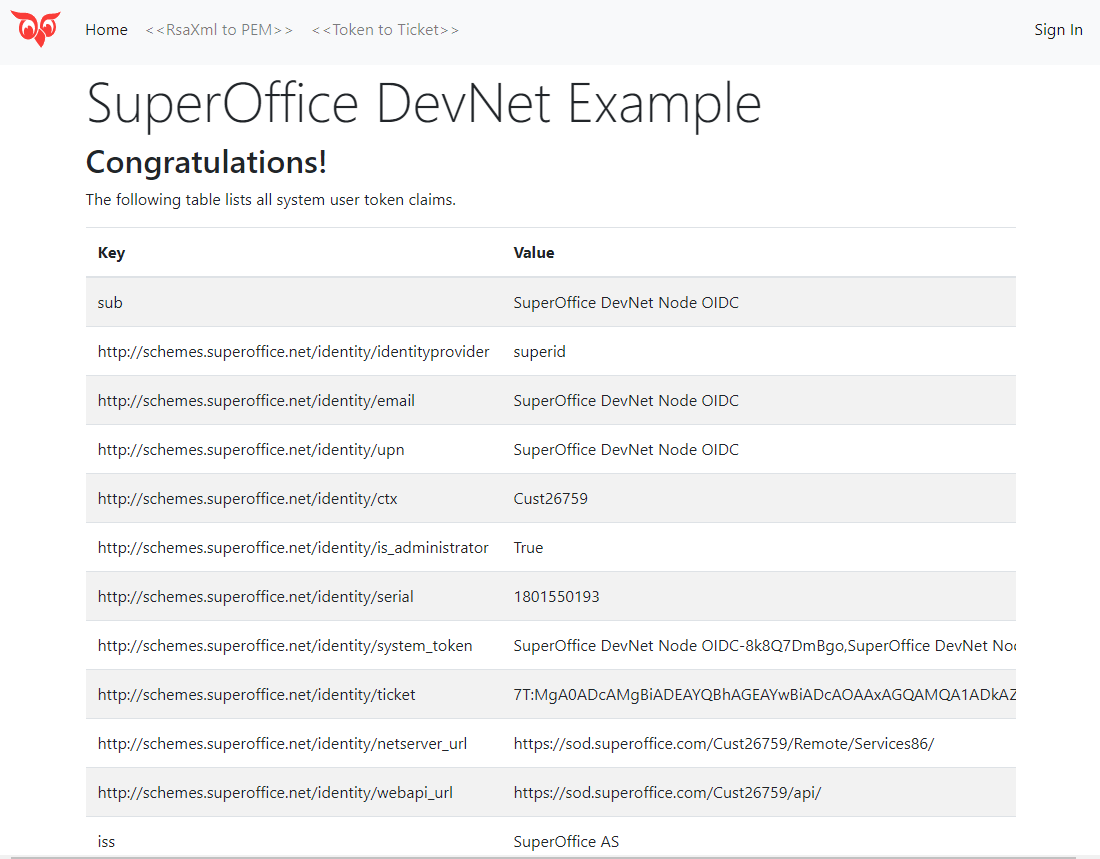 Home <<RsaXml to PEM>> <<Token to Ticket>> Sign In
SuperOffice DevNet Example
Congratulations!
The following table lists all system user token claims.
Key Value
sub SuperOffice DevNet Node OIDC
http://schemes.superoffice.net/identity/identityprovider superid
http://schemes.superoffice.net/identity/email SuperOffice DevNet Node OIDC
http://schemes.superoffice.net/identity/upn SuperOffice DevNet Node OIDC
http://schemes.superoffice.net/identity/ctx Cust26759
http://schemes.superoffice.net/identity/is_administrator True
http://schemes.superoffice.net/identity/serial 1801550193
http://schemes.superoffice.net/identity/system_token SuperOffice DevNet Node OIDC-8k8Q7DmBgo,SuperOffice DevNet Noc
http://schemes.superoffice.net/identity/ticket 7T:MgA0ADcAMgBiADEAYQBhAGEAYwBiADcAOAAxAGQAMQA1ADkAZ
http://schemes.superoffice.net/identity/netserver_url https://sod.superoffice.com/Cust26759/Remote/Services86/
http://schemes.superoffice.net/identity/webapi_url https://sod.superoffice.com/Cust26759/api/
iss SuperOffice AS